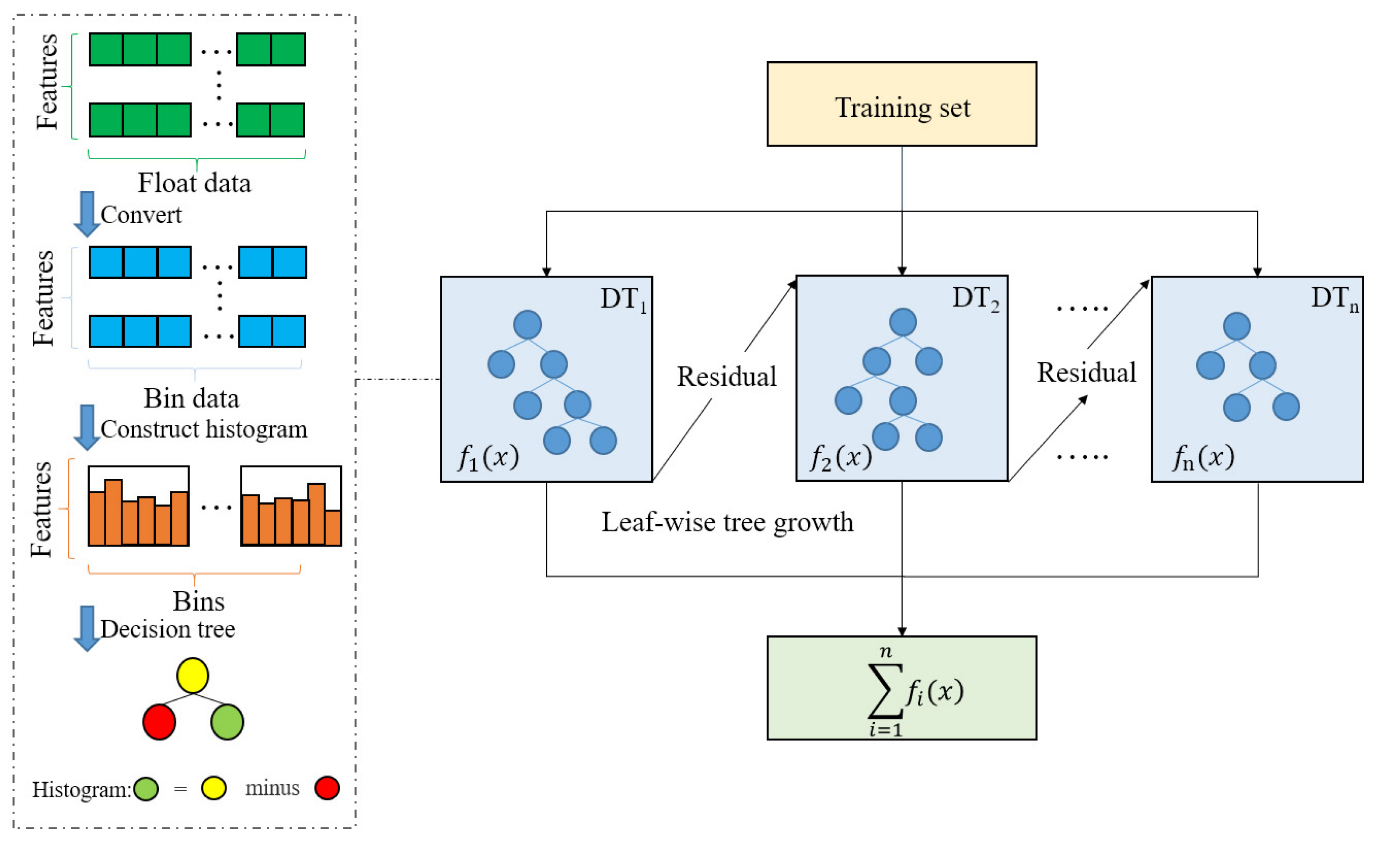 Features
Float data
Convert
Features
Bin data
Construct histogram
Features
Bins
Decision tree
Histogram: = minus
Training set
DT1
f1(x)
Residual
DT2
f2(x)
.....
Residual
.....
DTn
fn(x)
Leaf-wise tree growth
n
∑ fi(x)
i=1